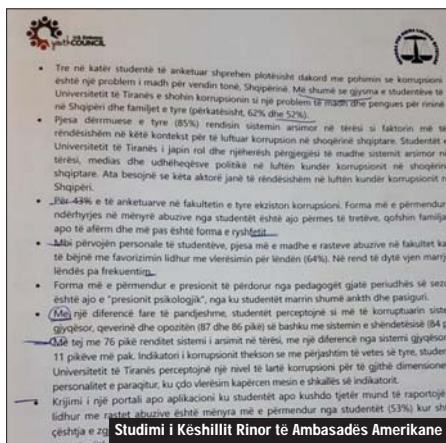 U.S. Embassy
youthCOUNCIL
• Tre në katër studentë të anketuar shprehen plotësisht dakord me pohimin se korrupsioni
është një problem i madh për vendin tonë, Shqipërinë. Më shumë se gjysma e studentëve të
Universitetit të Tiranës e shohin korrupsionin si një problem të madh dhe pengues për rininë
në Shqipëri dhe familjet e tyre (përkatësisht, 62% dhe 52%).
• Pjesa dërrmuese e tyre (85%) rendisin sistemin arsimor në tërësi si faktorin më të
rëndësishëm në këtë kontekst për të luftuar korrupsion në shoqërinë shqiptare. Studentët e
Universitetit të Tiranës i japin rol dhe njëherësh përgjegjësi të madhe sistemit arsimor në
tërësi, medias dhe udhëheqësve politikë në luftën kundër korrupsionit në shoqërinë
shqiptare. Ata besojnë se këta aktorë janë të rëndësishëm në luftën kundër korrupsionit në
Shqipëri.
• Për 43% e të anketuarve në fakultetin e tyre ekziston korrupsioni. Forma më e përmendur
ndërhyrjes në mënyrë abuzive nga studentët është ajo përmes të tretëve, qofshin familjar
apo të afërm dhe më pas është forma e ryshfetit.
• Mbi përvojën personale të studentëve, pjesa më e madhe e rasteve abuzive në fakultet ka
të bëjnë me favorizimin lidhur me vlerësimin për lëndën (64%). Në rend të dytë vjen marrja
lëndës pa frekuentim.
• Forma më e përmendur e presionit të përdorur nga pedagogët gjatë periudhës së sezo
është ajo e "presionit psikologjik", nga ku studentët marrin shumë ankth dhe pasiguri.
• Me një diferencë fare të pandjeshme, studentët perceptojnë si më të korruptuarin siste
gjyqësor, qeverinë dhe opozitën (87 dhe 86 pikë) së bashku me sistemin e shëndetësisë (84 p
Më tej me 76 pikë renditet sistemi i arsimit në tërësi, me një diferencë nga sistemi gjyqësor
11 pikëve më pak. Indikatori i korrupsionit thekson se me përjashtim të vetes së tyre, studen
Universitetit të Tiranës perceptojnë një nivel të lartë korrupsioni për të gjithë dimensione
personalitet e paraqitur, ku çdo vlerësim kapërcen mesin e shkallës së indikatorit.
• Krijimi i një portali apo aplikacioni ku studentët apo kushdo tjetër mund të raportojë
lidhur me rastet abuzive është mënyra më e përmendur nga studentët (53%) kur sht
çështja e zg
Studimi i Këshillit Rinor të Ambasadës Amerikane